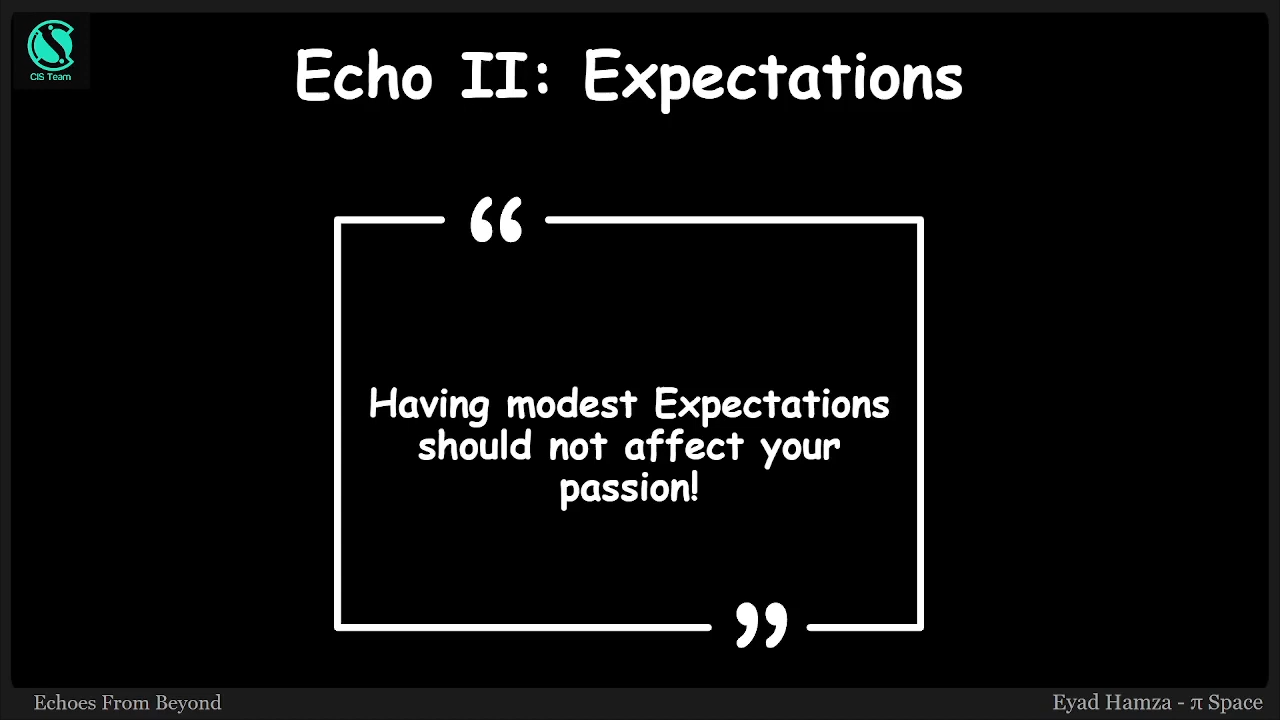 CIS Team
Echo II: Expectations
“
Having modest Expectations
should not affect your
passion!
”
Echoes From Beyond
Eyad Hamza - π Space